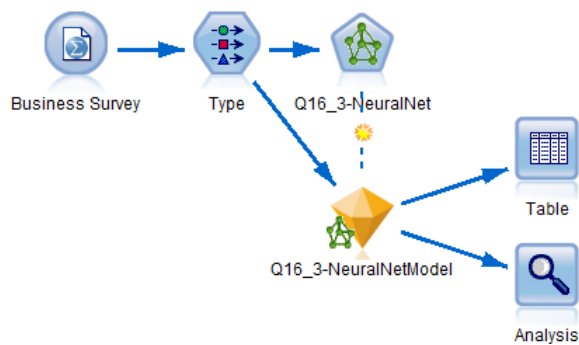 Business Survey
Type
Q16_3-NeuralNet
Table
Q16_3-NeuralNetModel
Analysis